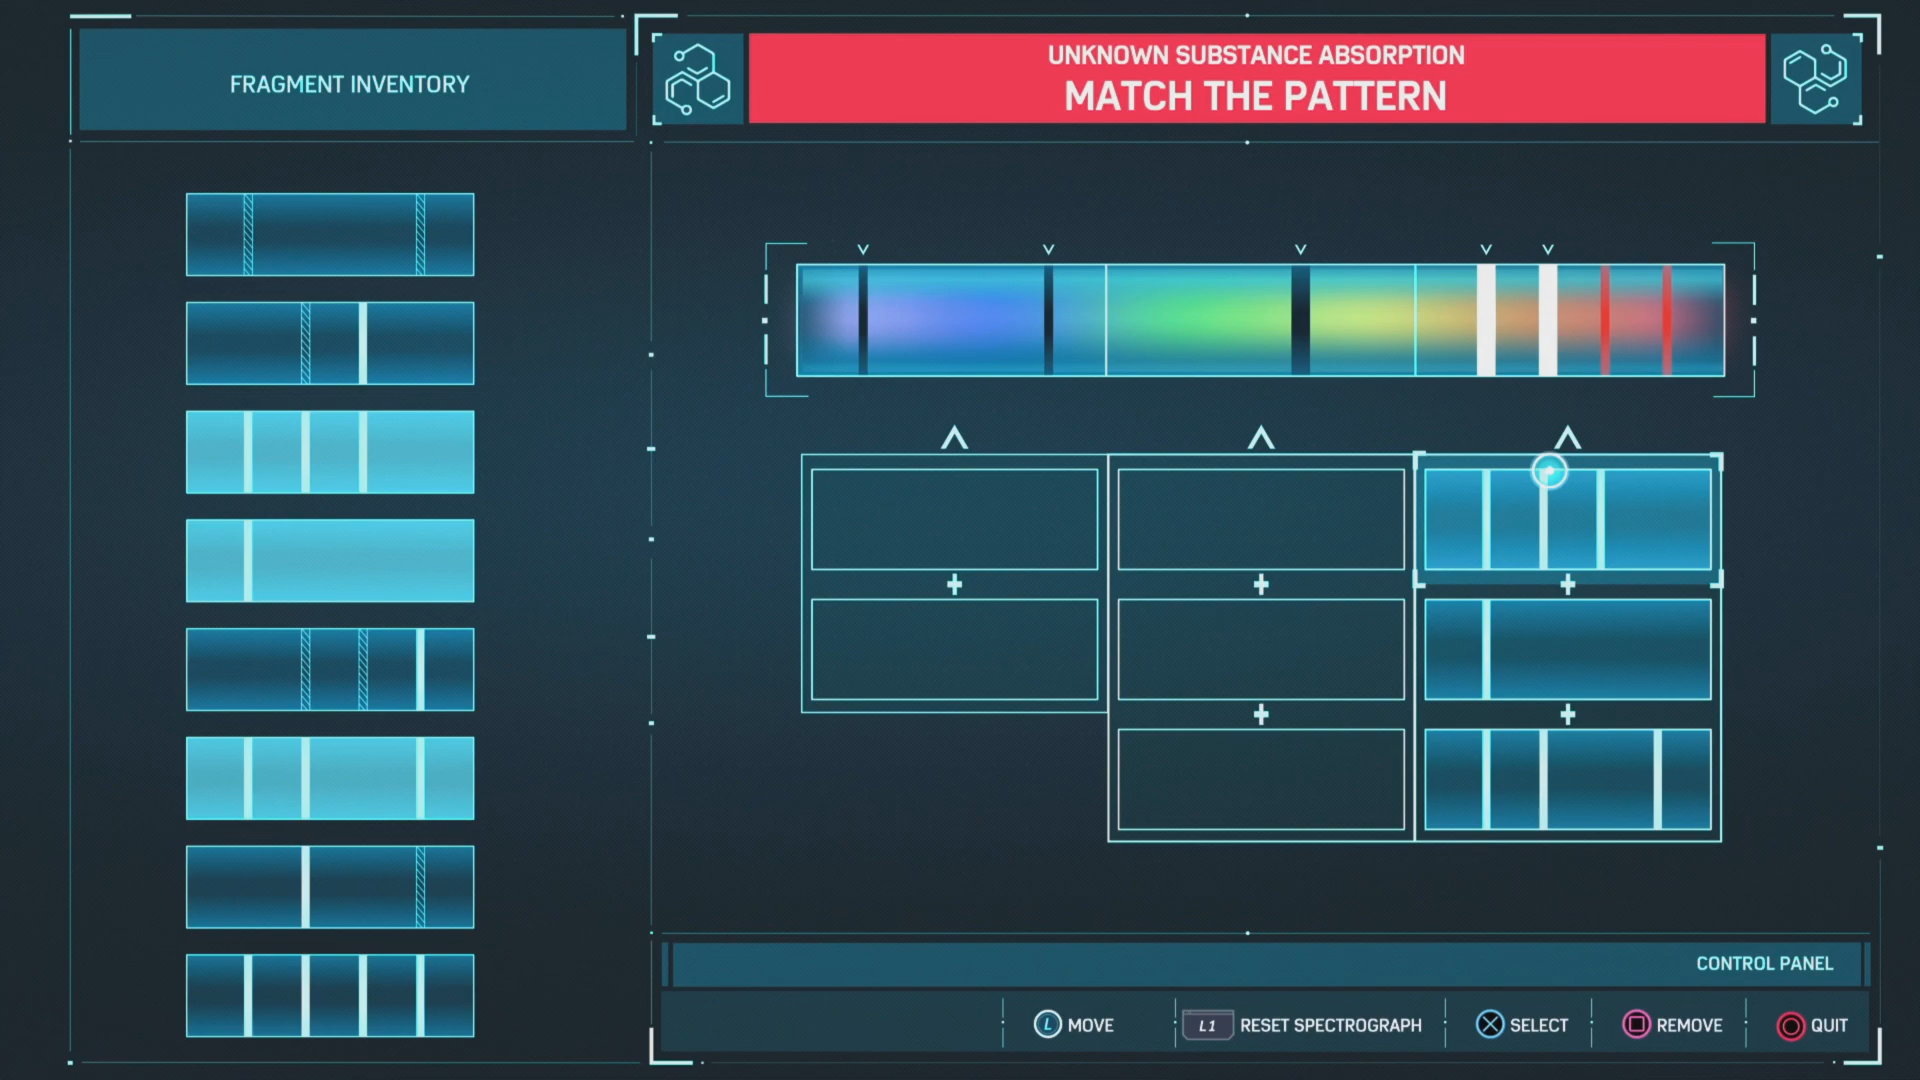 FRAGMENT INVENTORY
UNKNOWN SUBSTANCE ABSORPTION
MATCH THE PATTERN
CONTROL PANEL
L MOVE
L1 RESET SPECTROGRAPH
SELECT
REMOVE
QUIT